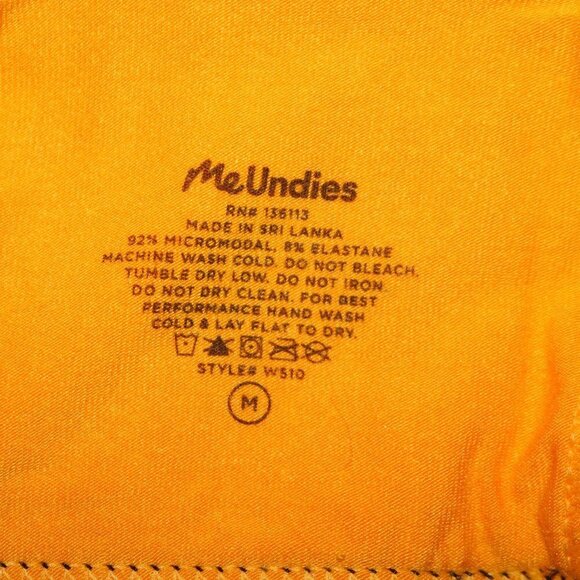 MeUndies
RN# 136113
MADE IN SRI LANKA
92% MICROMODAL, 8% ELASTANE
MACHINE WASH COLD. DO NOT BLEACH.
TUMBLE DRY LOW. DO NOT IRON.
DO NOT DRY CLEAN. FOR BEST
PERFORMANCE HAND WASH
COLD & LAY FLAT TO DRY.
STYLE# W510
M